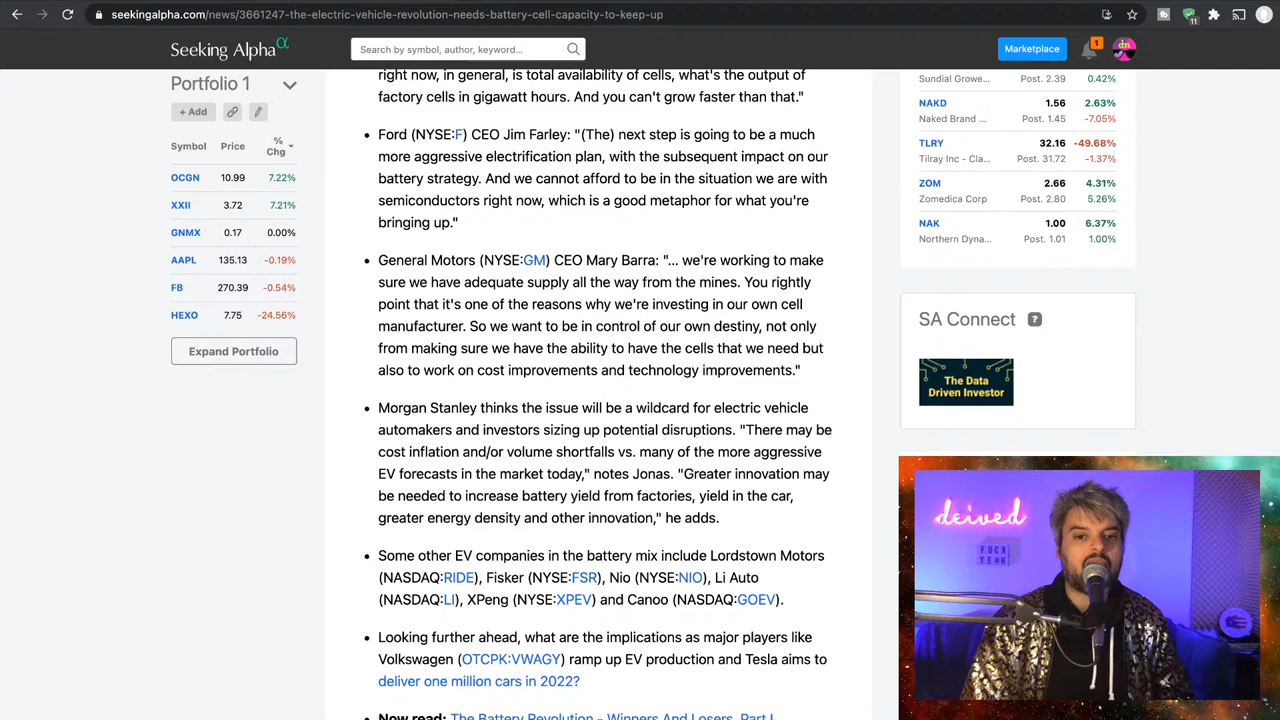 seekingalpha.com/news/3661247-the-electric-vehicle-revolution-needs-battery-cell-capacity-to-keep-up
11
Seeking Alpha α
Search by symbol, author, keyword...
Marketplace
1
dn
Portfolio 1
+ Add
Symbol Price % Chg
OCGN 10.99 7.22%
XXII 3.72 7.21%
GNMX 0.17 0.00%
AAPL 135.13 -0.19%
FB 270.39 -0.54%
HEXO 7.75 -24.56%
Expand Portfolio
right now, in general, is total availability of cells, what's the output of
factory cells in gigawatt hours. And you can't grow faster than that."
• Ford (NYSE:F) CEO Jim Farley: "(The) next step is going to be a much
more aggressive electrification plan, with the subsequent impact on our
battery strategy. And we cannot afford to be in the situation we are with
semiconductors right now, which is a good metaphor for what you're
bringing up."
• General Motors (NYSE:GM) CEO Mary Barra: "... we're working to make
sure we have adequate supply all the way from the mines. You rightly
point that it's one of the reasons why we're investing in our own cell
manufacturer. So we want to be in control of our own destiny, not only
from making sure we have the ability to have the cells that we need but
also to work on cost improvements and technology improvements."
• Morgan Stanley thinks the issue will be a wildcard for electric vehicle
automakers and investors sizing up potential disruptions. "There may be
cost inflation and/or volume shortfalls vs. many of the more aggressive
EV forecasts in the market today," notes Jonas. "Greater innovation may
be needed to increase battery yield from factories, yield in the car,
greater energy density and other innovation," he adds.
• Some other EV companies in the battery mix include Lordstown Motors
(NASDAQ:RIDE), Fisker (NYSE:FSR), Nio (NYSE:NIO), Li Auto
(NASDAQ:LI), XPeng (NYSE:XPEV) and Canoo (NASDAQ:GOEV).
• Looking further ahead, what are the implications as major players like
Volkswagen (OTCPK:VWAGY) ramp up EV production and Tesla aims to
deliver one million cars in 2022?
• Now read: The Battery Revolution - Winners And Losers, Part I
Sundial Growe... Post. 2.39 0.42%
NAKD 1.56 2.63%
Naked Brand ... Post. 1.45 -7.05%
TLRY 32.16 -49.68%
Tilray Inc - Cla... Post. 31.72 -1.37%
ZOM 2.66 4.31%
Zomedica Corp Post. 2.80 5.26%
NAK 1.00 6.37%
Northern Dyna... Post. 1.01 1.00%
SA Connect ?
The Data
Driven Investor
deived
FUCK
YEAH